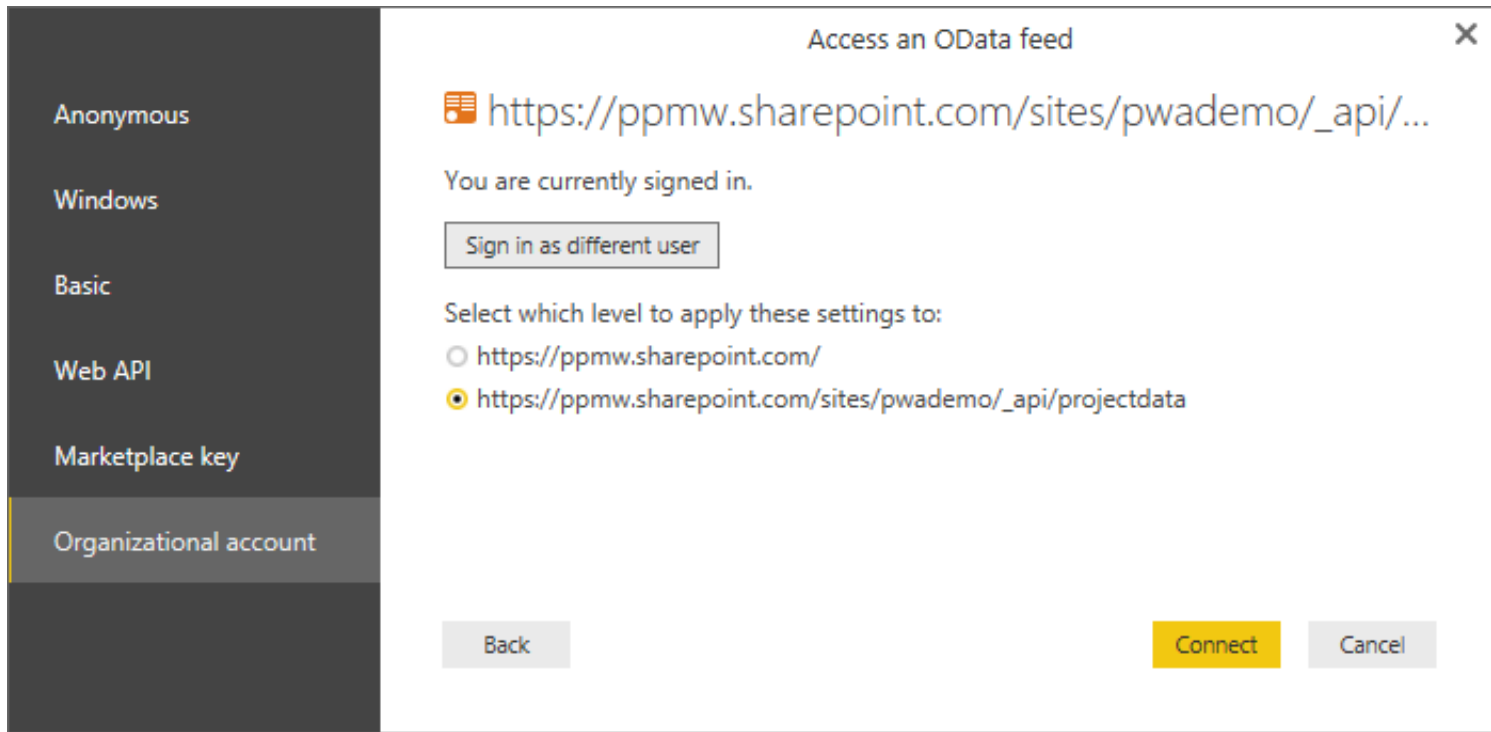 Access an OData feed
Anonymous
Windows
Basic
Web API
Marketplace key
Organizational account
https://ppmw.sharepoint.com/sites/pwademo/_api/...
You are currently signed in.
Sign in as different user
Select which level to apply these settings to:
https://ppmw.sharepoint.com/
https://ppmw.sharepoint.com/sites/pwademo/_api/projectdata
Back
Connect
Cancel